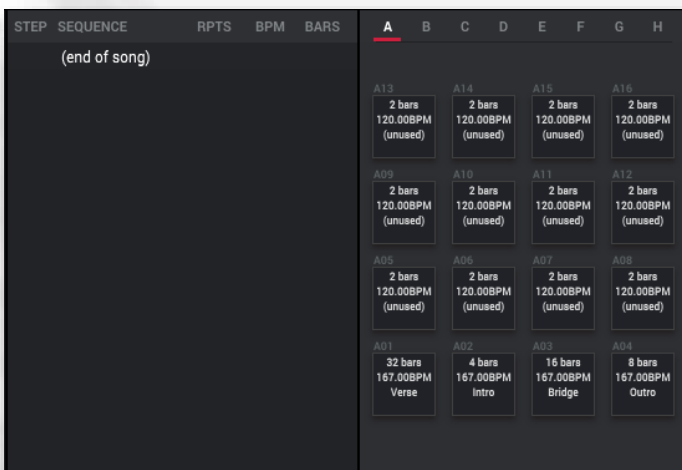 STEP SEQUENCE RPTS BPM BARS
(end of song)
A B C D E F G H
A13 A14 A15 A16
2 bars 2 bars 2 bars 2 bars
120.00BPM 120.00BPM 120.00BPM 120.00BPM
(unused) (unused) (unused) (unused)
A09 A10 A11 A12
2 bars 2 bars 2 bars 2 bars
120.00BPM 120.00BPM 120.00BPM 120.00BPM
(unused) (unused) (unused) (unused)
A05 A06 A07 A08
2 bars 2 bars 2 bars 2 bars
120.00BPM 120.00BPM 120.00BPM 120.00BPM
(unused) (unused) (unused) (unused)
A01 A02 A03 A04
32 bars 4 bars 16 bars 8 bars
167.00BPM 167.00BPM 167.00BPM 167.00BPM
Verse Intro Bridge Outro